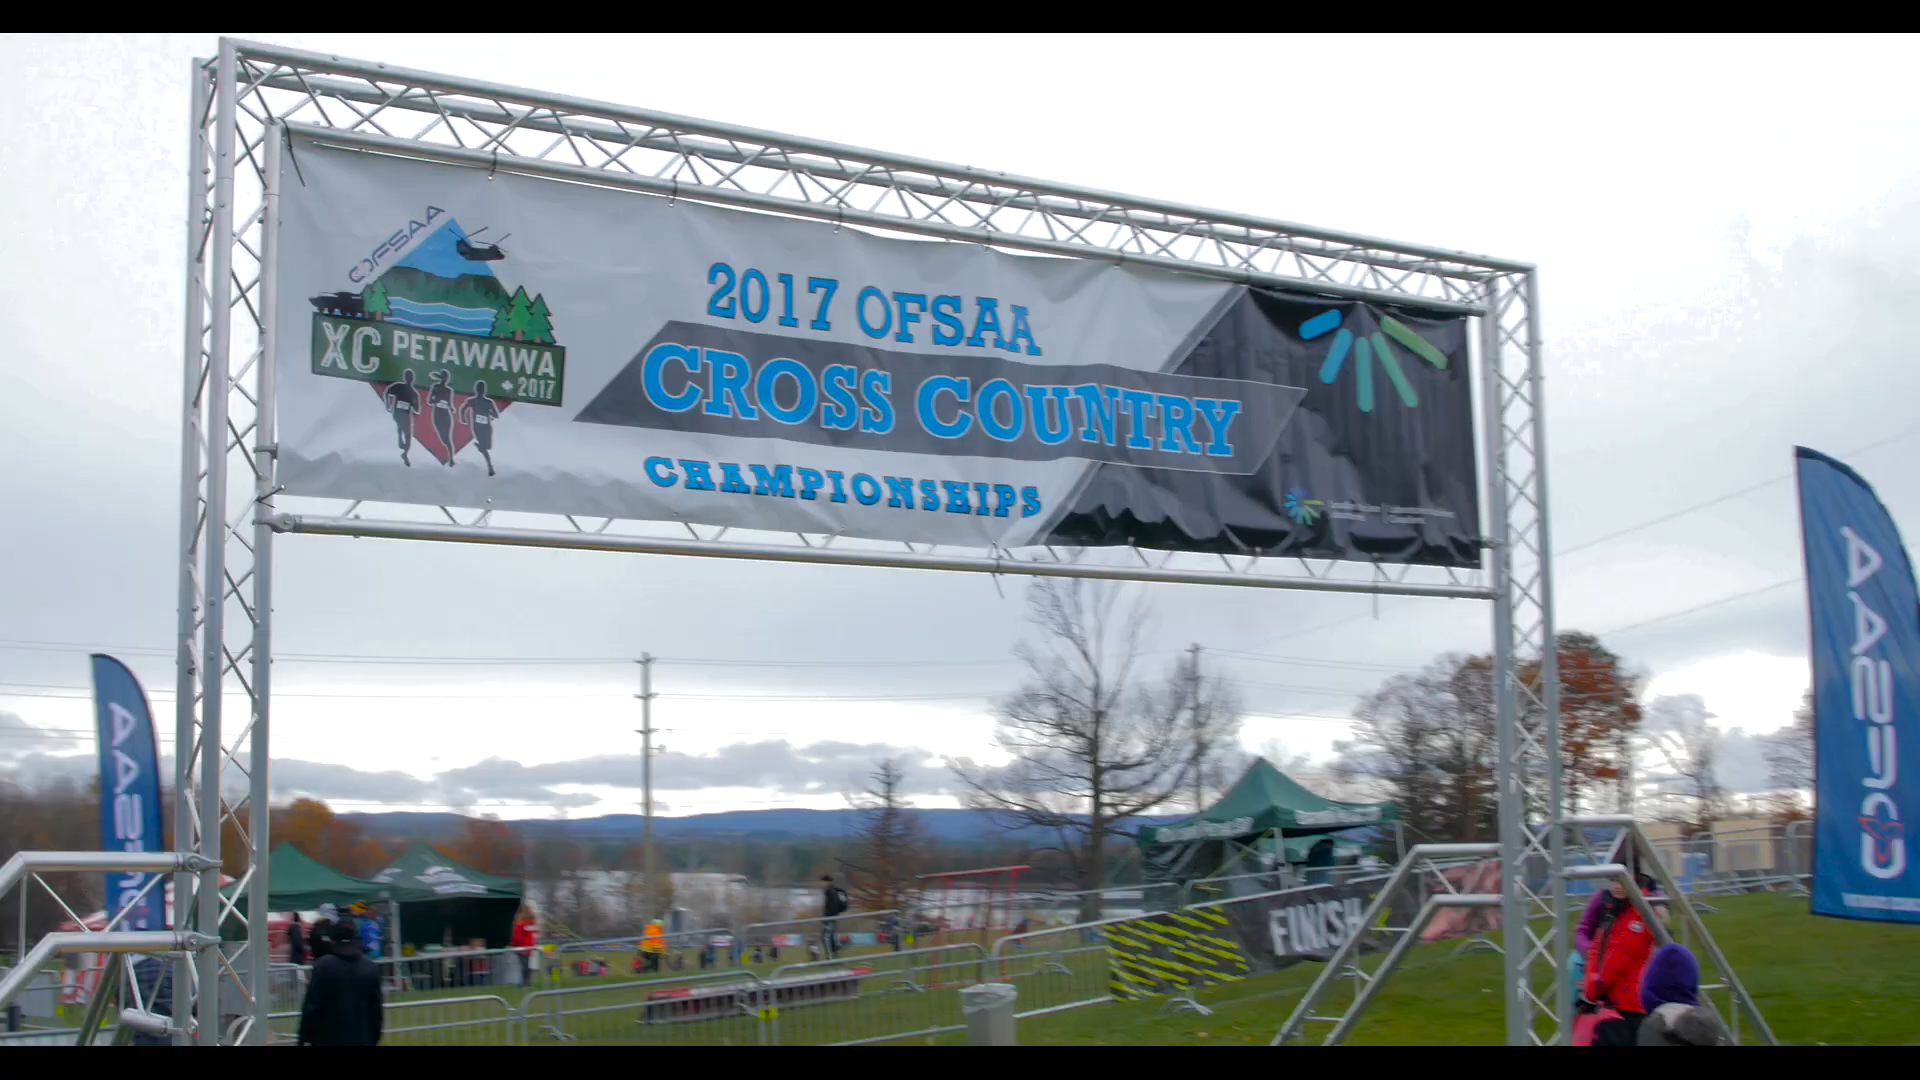 OFSAA
XC PETAWAWA
2017
2017 OFSAA
CROSS COUNTRY
CHAMPIONSHIPS
OFSAA
OFSAA
FINISH